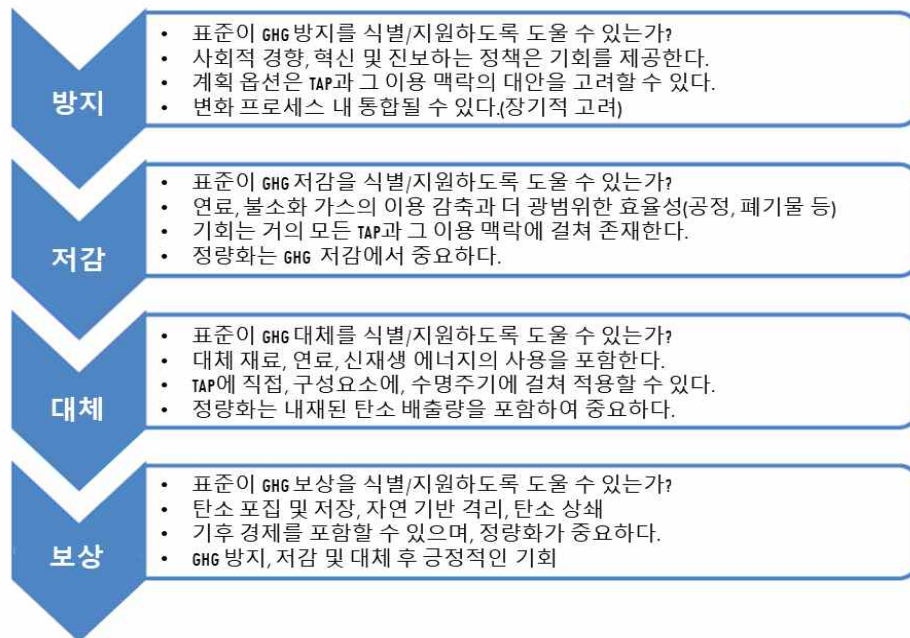 방지
• 표준이 GHG 방지를 식별/지원하도록 도울 수 있는가?
• 사회적 경향, 혁신 및 진보하는 정책은 기회를 제공한다.
• 계획 옵션은 TAP과 그 이용 맥락의 대안을 고려할 수 있다.
• 변화 프로세스 내 통합될 수 있다.(장기적 고려)
저감
• 표준이 GHG 저감을 식별/지원하도록 도울 수 있는가?
• 연료, 불소화 가스의 이용 감축과 더 광범위한 효율성(공정, 폐기물 등)
• 기회는 거의 모든 TAP과 그 이용 맥락에 걸쳐 존재한다.
• 정량화는 GHG 저감에서 중요하다.
대체
• 표준이 GHG 대체를 식별/지원하도록 도울 수 있는가?
• 대체 재료, 연료, 신재생 에너지의 사용을 포함한다.
• TAP에 직접, 구성요소에, 수명주기에 걸쳐 적용할 수 있다.
• 정량화는 내재된 탄소 배출량을 포함하여 중요하다.
보상
• 표준이 GHG 보상을 식별/지원하도록 도울 수 있는가?
• 탄소 포집 및 저장, 자연 기반 격리, 탄소 상쇄
• 기후 경제를 포함할 수 있으며, 정량화가 중요하다.
• GHG 방지, 저감 및 대체 후 긍정적인 기회